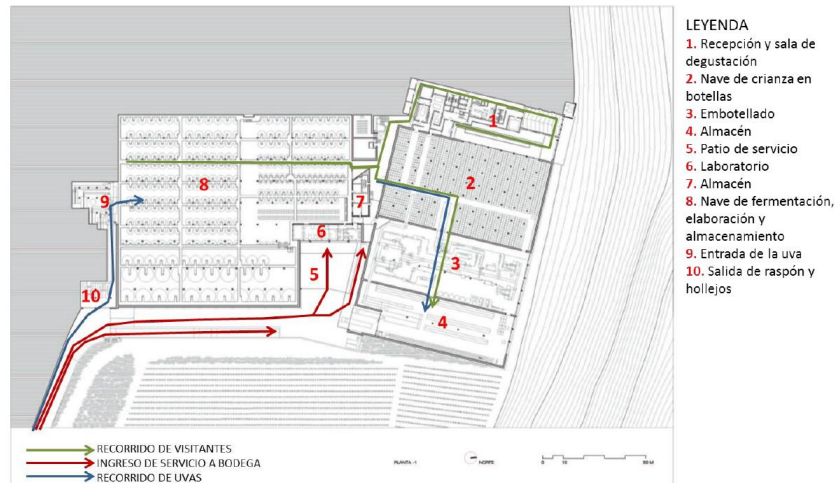 LEYENDA
1. Recepción y sala de
degustación
2. Nave de crianza en
botellas
3. Embotellado
4. Almacén
5. Patio de servicio
6. Laboratorio
7. Almacén
8. Nave de fermentación,
elaboración y
almacenamiento
9. Entrada de la uva
10. Salida de raspón y
hollejos
1
2
3
4
5
6
7
8
9
10
RECORRIDO DE VISITANTES
INGRESO DE SERVICIO A BODEGA
RECORRIDO DE UVAS
PLANTA -1
NORTE
0 10 50 M